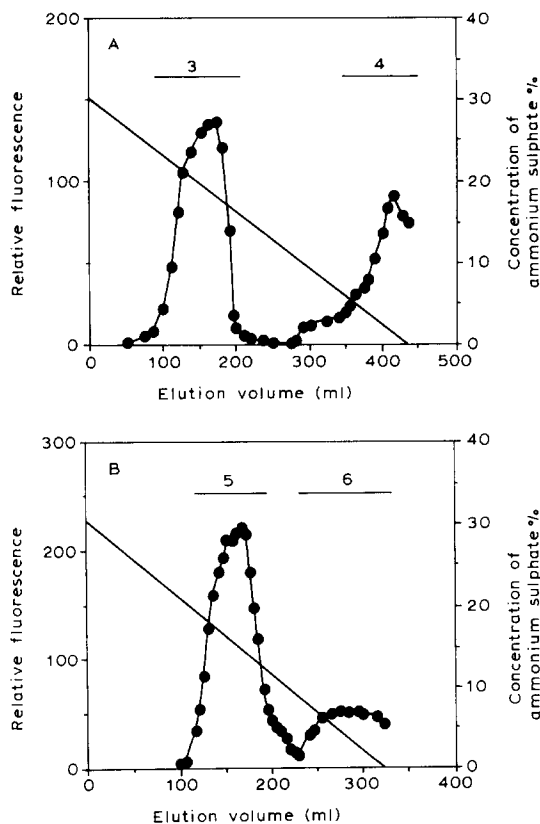 A
3
4
200
100
0
Relative fluorescence
40
30
20
10
0
Concentration of
ammonium sulphate %
0 100 200 300 400 500
Elution volume (ml)
B
5
6
300
200
100
0
Relative fluorescence
40
30
20
10
0
Concentration of
ammonium sulphate %
0 100 200 300 400
Elution volume (ml)